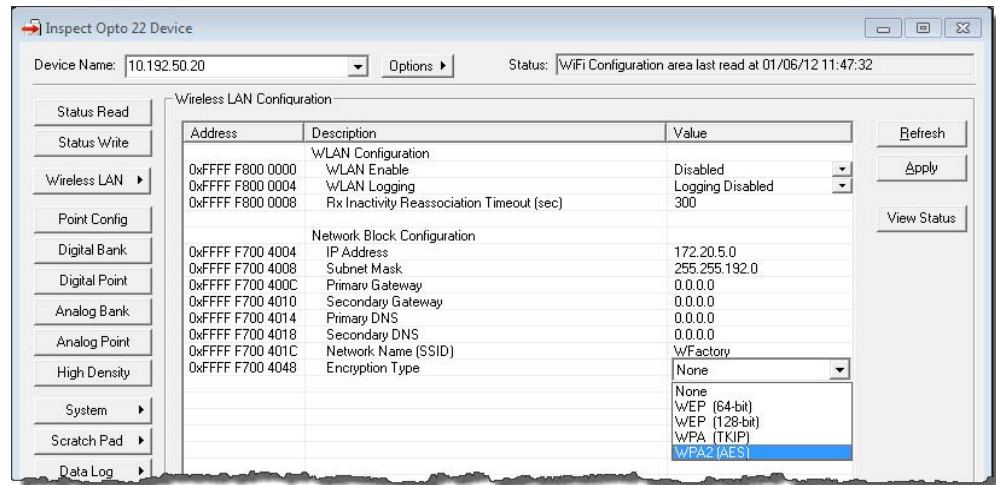 Inspect Opto 22 Device
Device Name: 10.192.50.20 Options Status: WiFi Configuration area last read at 01/06/12 11:47:32
Status Read
Status Write
Wireless LAN
Point Config
Digital Bank
Digital Point
Analog Bank
Analog Point
High Density
System
Scratch Pad
Data Log
Wireless LAN Configuration
Address Description Value
WLAN Configuration
0xFFFF F800 0000 WLAN Enable Disabled
0xFFFF F800 0004 WLAN Logging Logging Disabled
0xFFFF F800 0008 Rx Inactivity Reassociation Timeout (sec) 300
Network Block Configuration
0xFFFF F700 4004 IP Address 172.20.5.0
0xFFFF F700 4008 Subnet Mask 255.255.192.0
0xFFFF F700 400C Primary Gateway 0.0.0.0
0xFFFF F700 4010 Secondary Gateway 0.0.0.0
0xFFFF F700 4014 Primary DNS 0.0.0.0
0xFFFF F700 4018 Secondary DNS 0.0.0.0
0xFFFF F700 401C Network Name (SSID) WFactory
0xFFFF F700 4048 Encryption Type None
None
WEP (64-bit)
WEP (128-bit)
WPA (TKIP)
WPA2 (AES)
Refresh
Apply
View Status